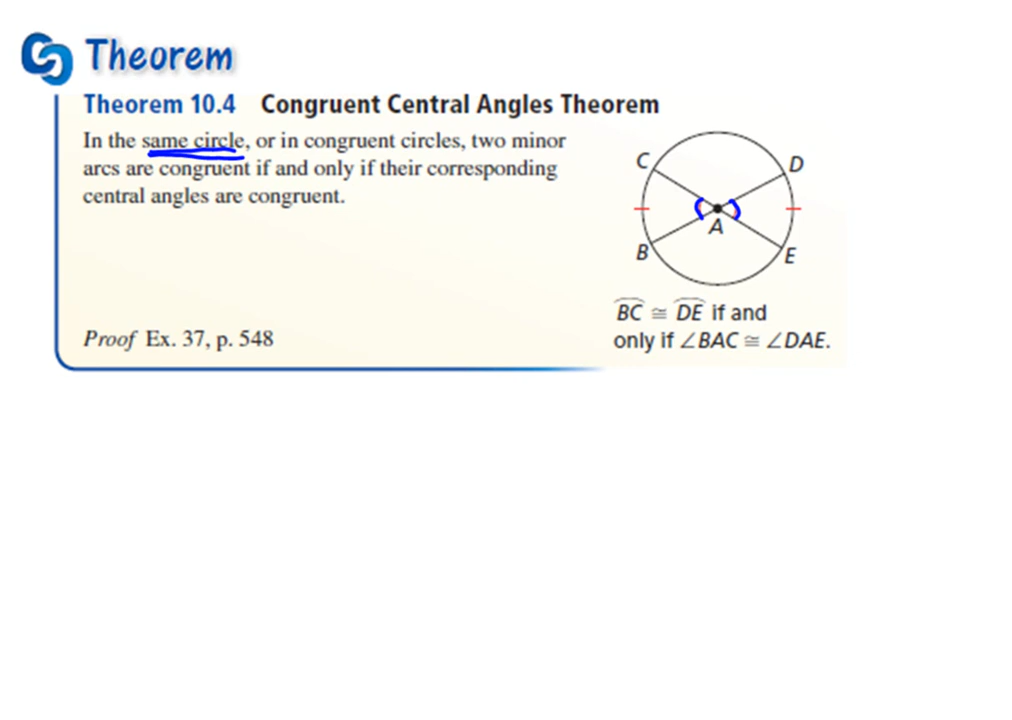 Theorem
Theorem 10.4 Congruent Central Angles Theorem
In the same circle, or in congruent circles, two minor
arcs are congruent if and only if their corresponding
central angles are congruent.
C
D
A
B
E
BC ≅ DE if and
only if ∠BAC ≅ ∠DAE.
Proof Ex. 37, p. 548